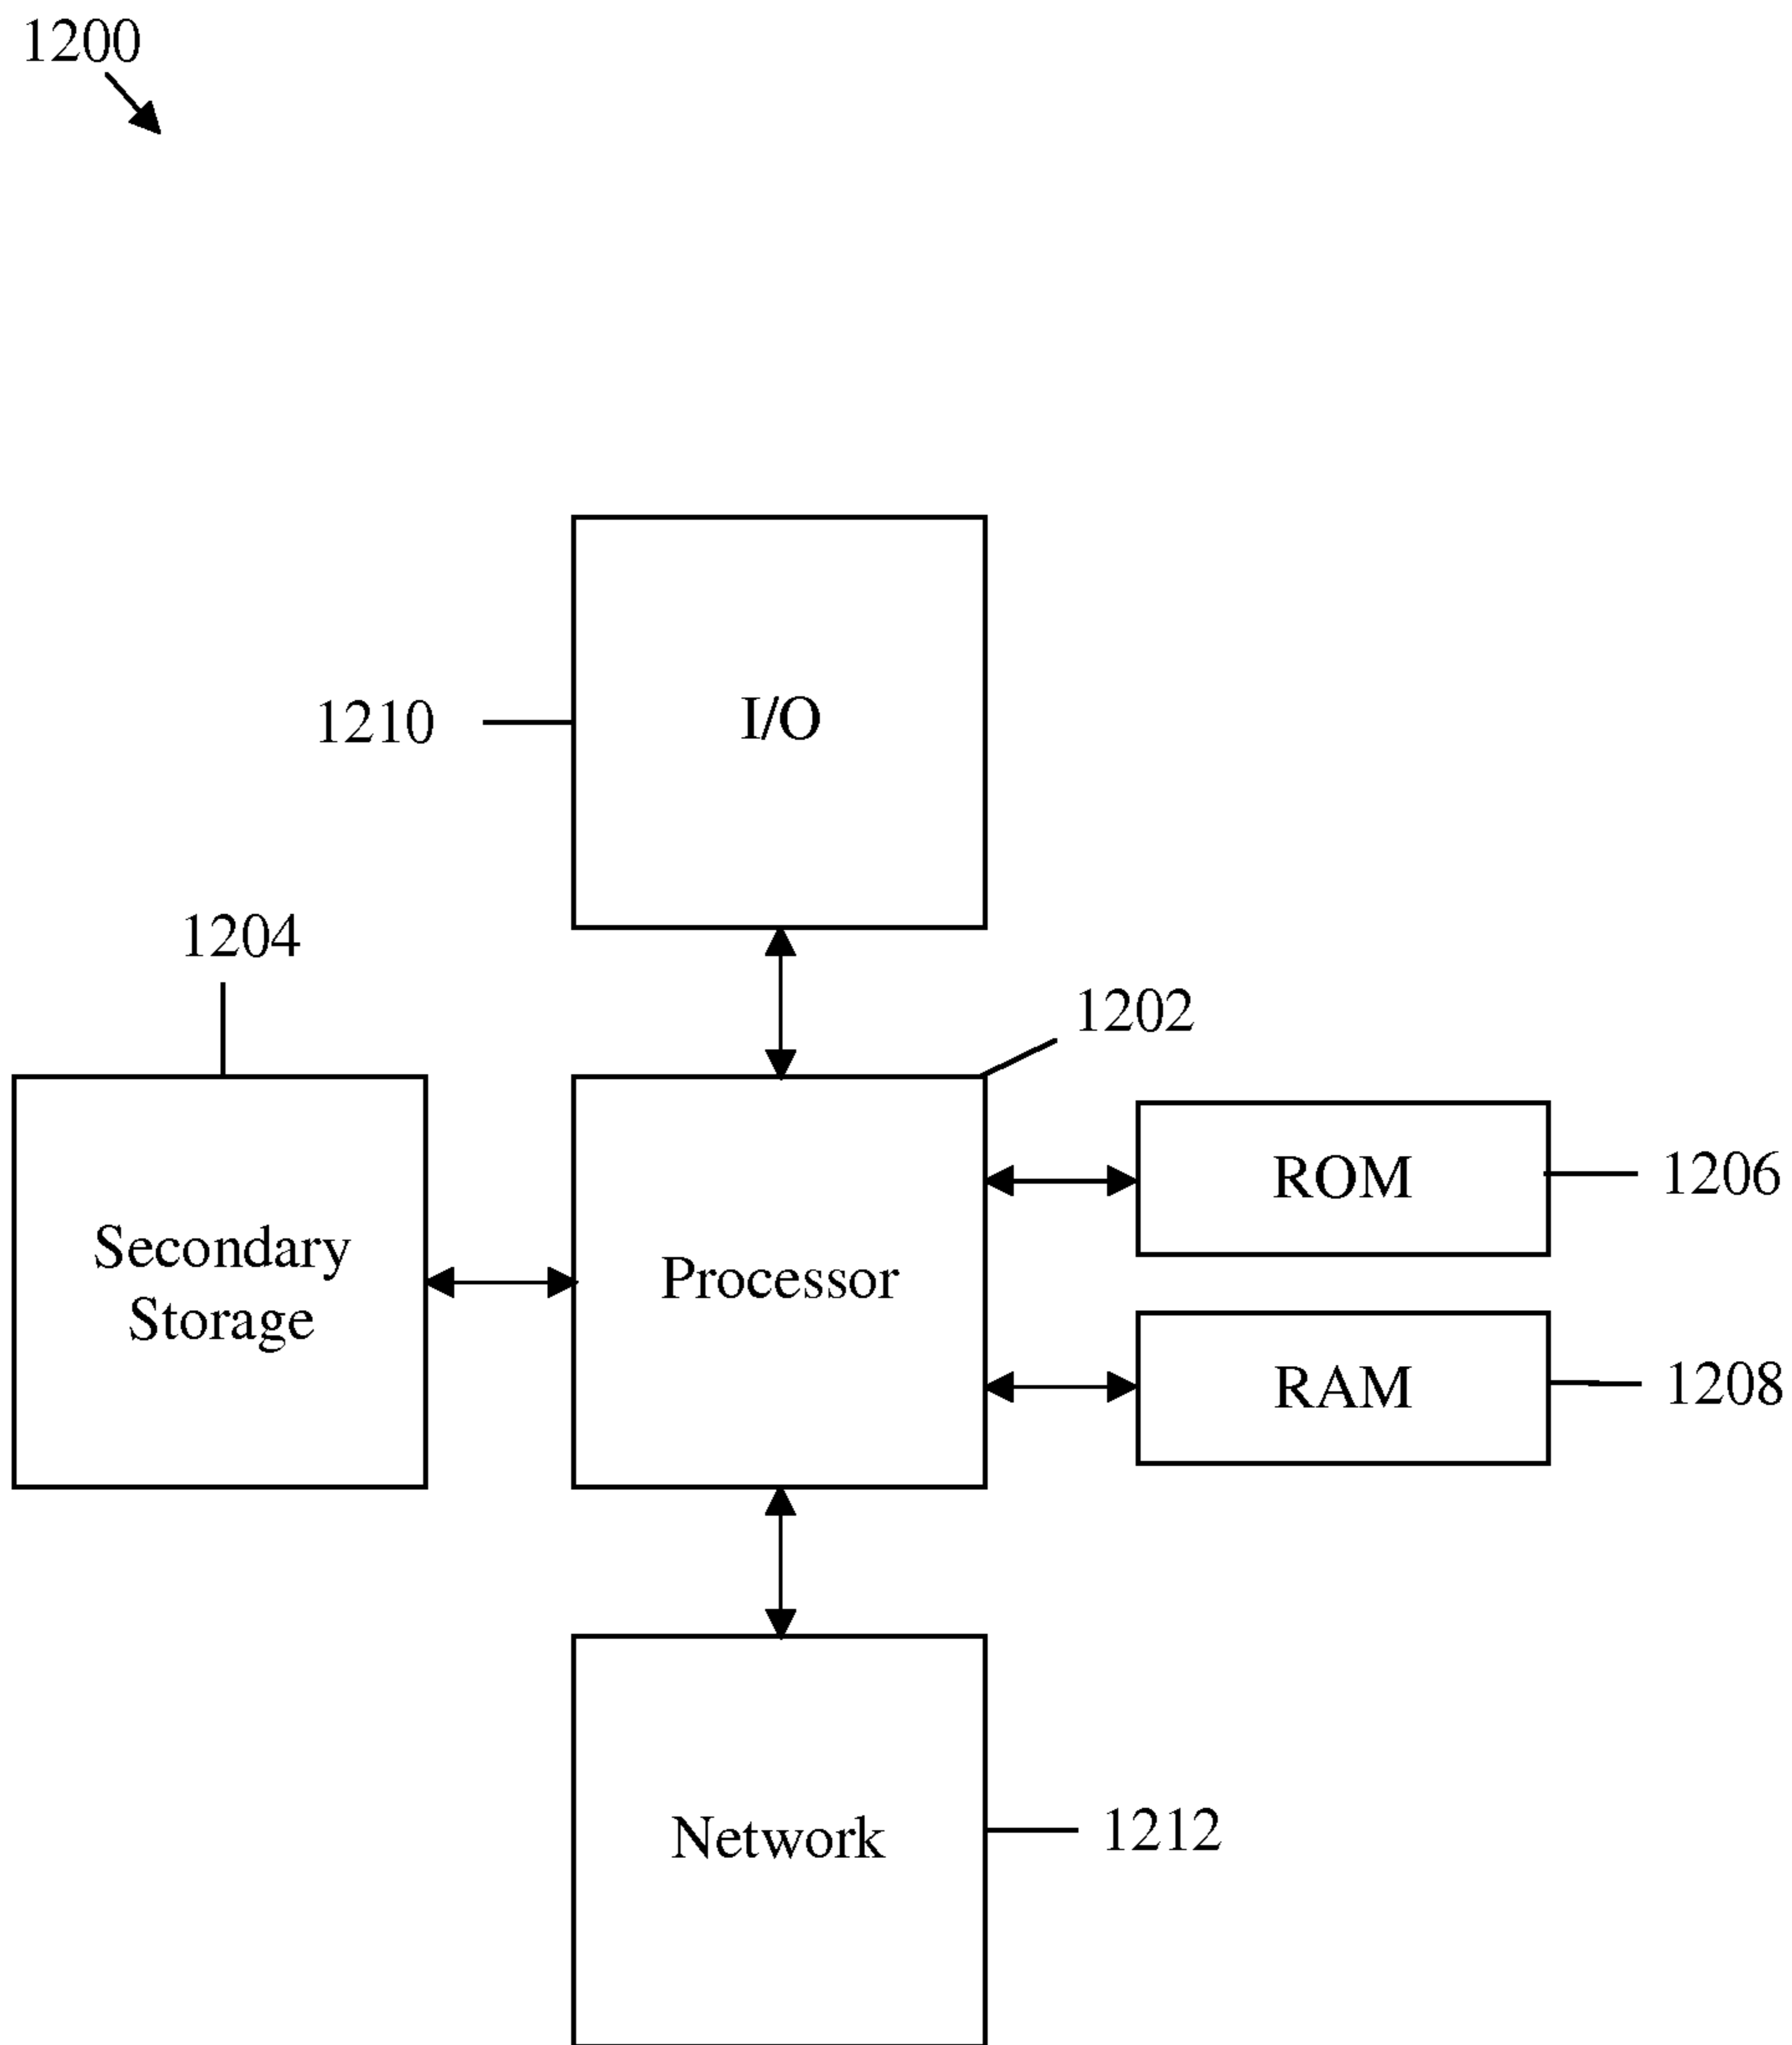 1200
I/O
1210
1204
1202
ROM
1206
Secondary
Storage
Processor
RAM
1208
Network
1212